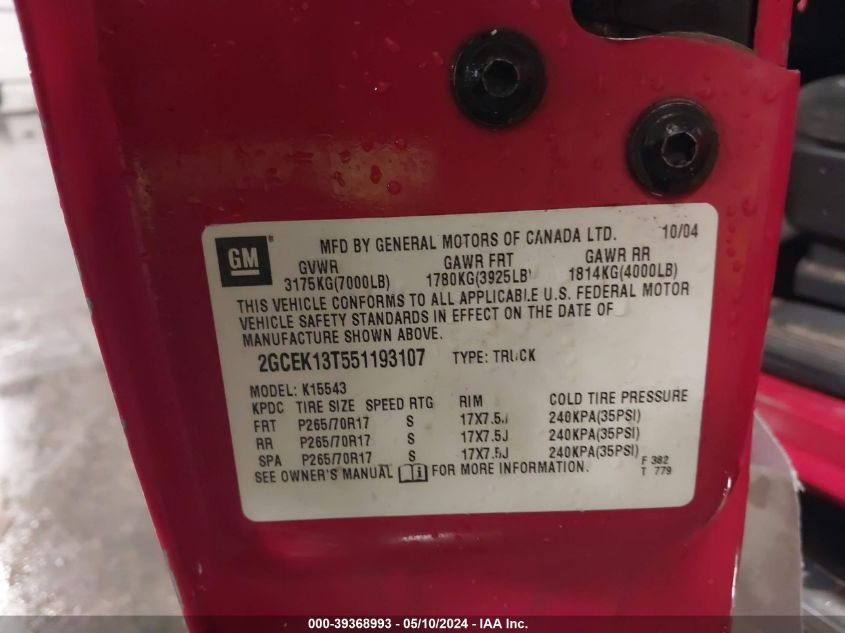 GM®
MFD BY GENERAL MOTORS OF CANADA LTD. 10/04
GVWR GAWR FRT GAWR RR
3175KG(7000LB) 1780KG(3925LB) 1814KG(4000LB)
THIS VEHICLE CONFORMS TO ALL APPLICABLE U.S. FEDERAL MOTOR
VEHICLE SAFETY STANDARDS IN EFFECT ON THE DATE OF
MANUFACTURE SHOWN ABOVE.
2GCEK13T551193107 TYPE: TRUCK
MODEL: K15543
KPDC TIRE SIZE SPEED RTG RIM COLD TIRE PRESSURE
FRT P265/70R17 S 17X7.5J 240KPA(35PSI)
RR P265/70R17 S 17X7.5J 240KPA(35PSI)
SPA P265/70R17 S 17X7.5J 240KPA(35PSI)
SEE OWNER'S MANUAL i FOR MORE INFORMATION.
F 382
T 779
000-39368993 — 05/10/2024 — IAA Inc.